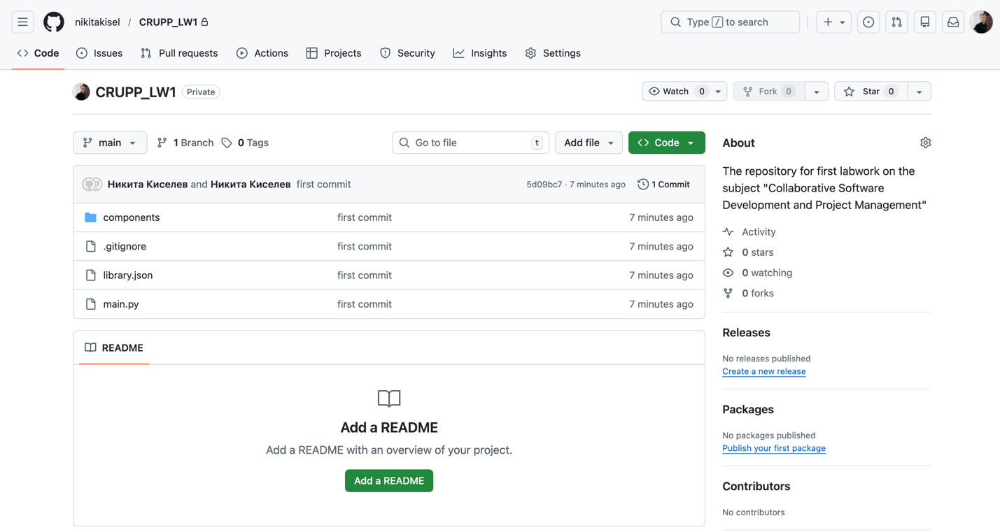 nikitakisel / CRUPP_LW1 Type / to search
Code Issues Pull requests Actions Projects Security Insights Settings
CRUPP_LW1 Private Watch 0 Fork 0 Star 0
main 1 Branch 0 Tags Go to file t Add file Code
Никита Киселев and Никита Киселев first commit 5d09bc7 · 7 minutes ago 1 Commit
components first commit 7 minutes ago
.gitignore first commit 7 minutes ago
library.json first commit 7 minutes ago
main.py first commit 7 minutes ago
README
Add a README
Add a README with an overview of your project.
Add a README
About
The repository for first labwork on the
subject "Collaborative Software
Development and Project Management"
Activity
0 stars
0 watching
0 forks
Releases
No releases published
Create a new release
Packages
No packages published
Publish your first package
Contributors
No contributors